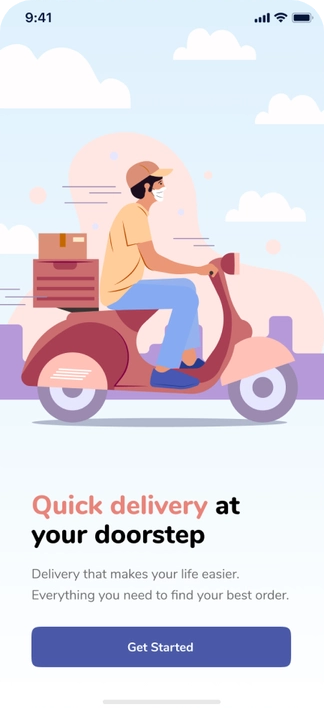 9:41
Quick delivery at
your doorstep
Delivery that makes your life easier.
Everything you need to find your best order.
Get Started